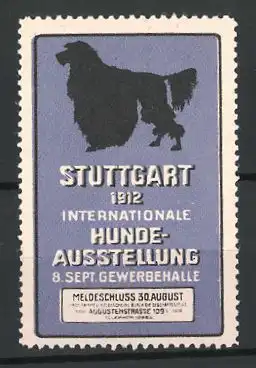 STUTTGART
1912
INTERNATIONALE
HUNDE-
AUSSTELLUNG
8. SEPT. GEWERBEHALLE
MELDESCHLUSS 30. AUGUST
AUGUSTENSTRASSE 109